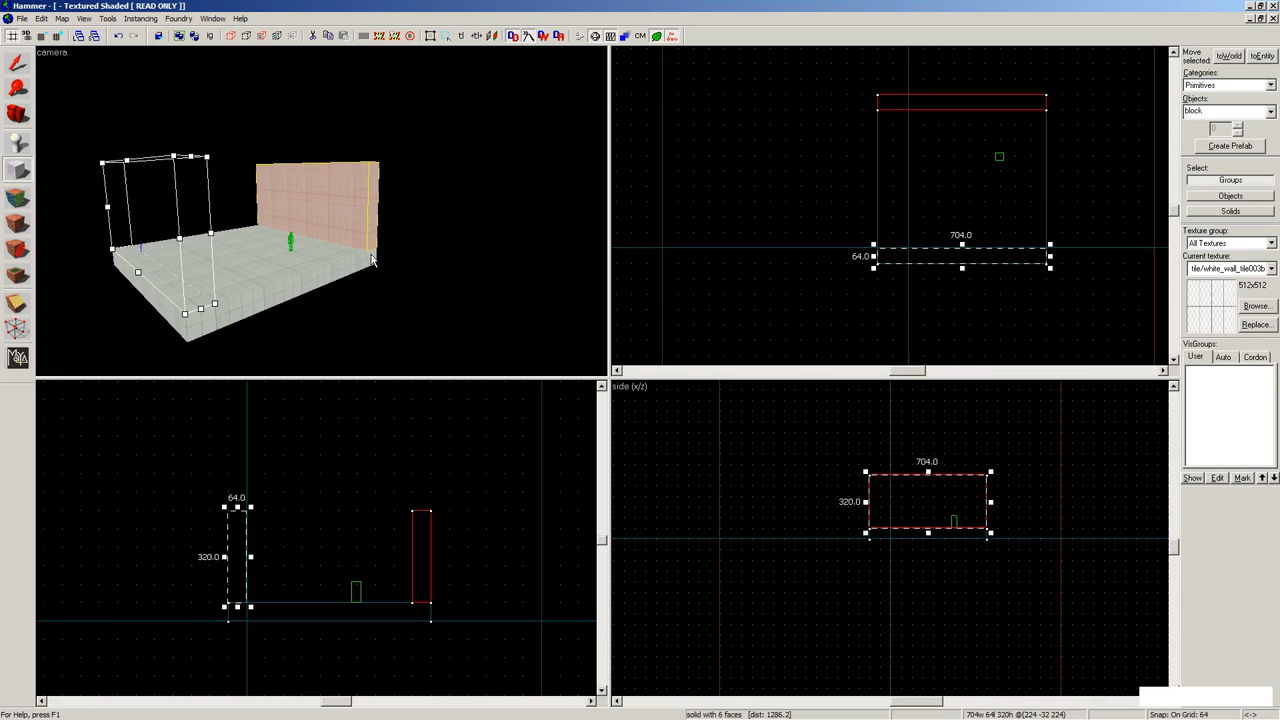 Hammer - [ - Textured Shaded [ READ ONLY ]]
File Edit Map View Tools Instancing Foundry Window Help
3D ig CM
camera
704.0
64.0
side (x/z)
64.0
320.0
704.0
320.0
Move selected: toWorld toEntity
Categories:
Primitives
Objects:
block
0
Create Prefab
Select:
Groups
Objects
Solids
Texture group:
All Textures
Current texture:
tile/white_wall_tile003b
512x512
Browse...
Replace...
VisGroups:
User Auto Cordon
Show Edit Mark
For Help, press F1
solid with 6 faces [dist: 1286.2]
704w 64l 320h @(224 -32 224)
Snap: On Grid: 64
<->